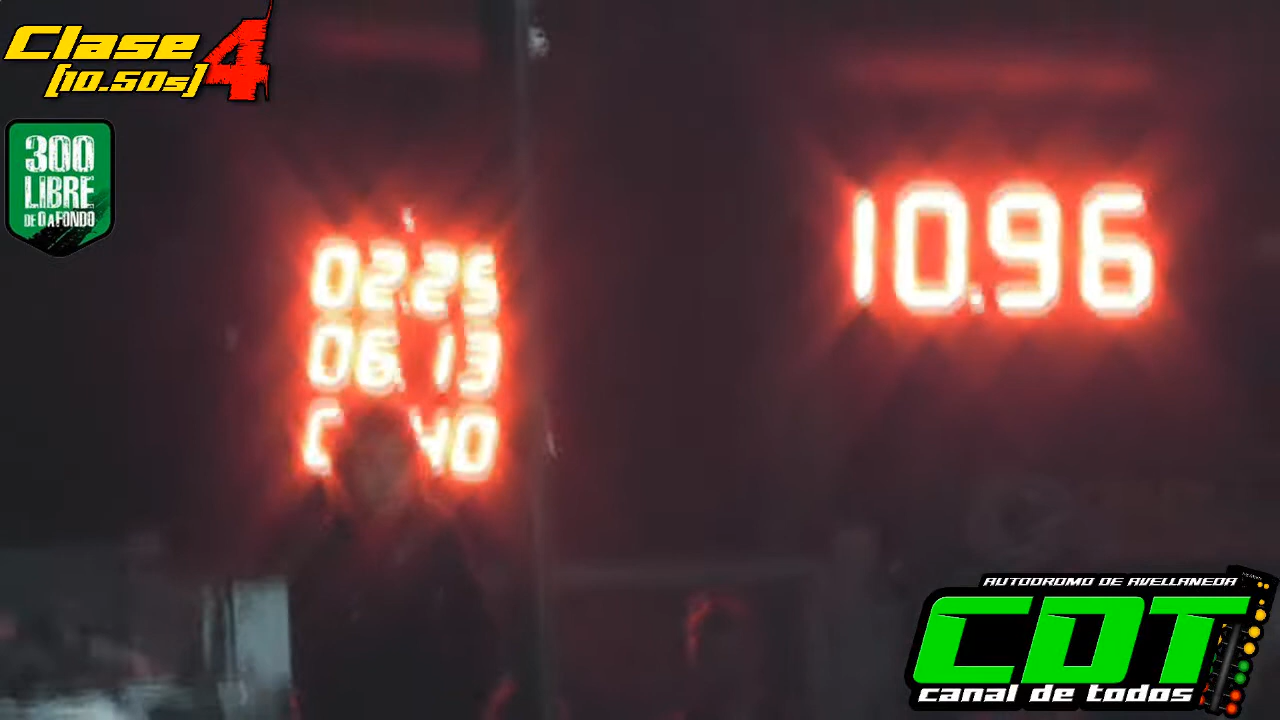 Clase 4
[10.50s]
300
LIBRE
DE 0 A FONDO
10.96
02.25
06.13
AUTODROMO DE AVELLANEDA
CDT
canal de todos